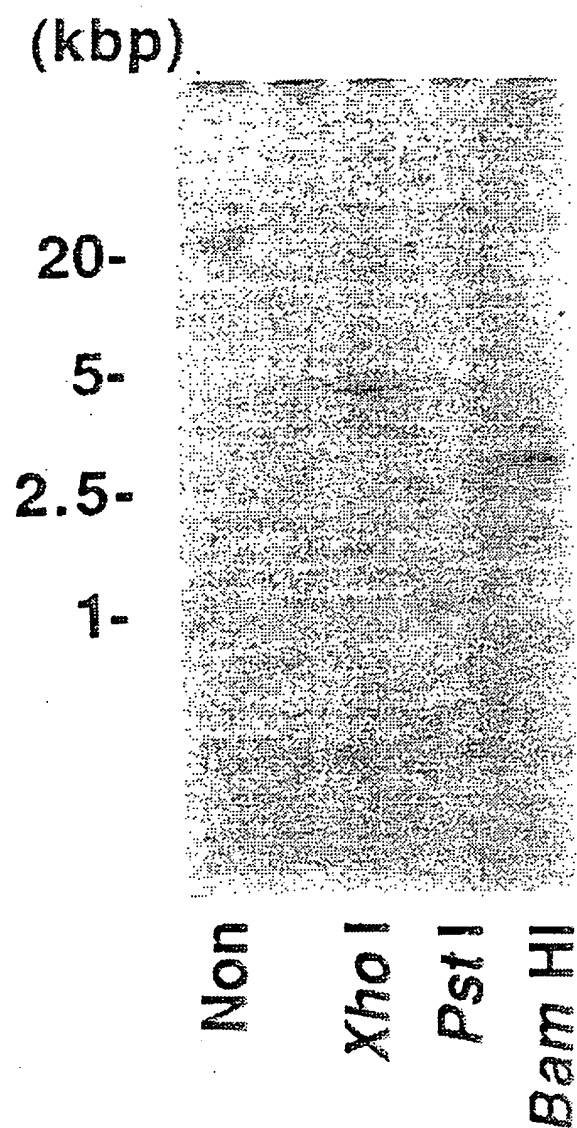 (kbp)
20-
5-
2.5-
1-
Non
Xho I
Pst I
Bam HI